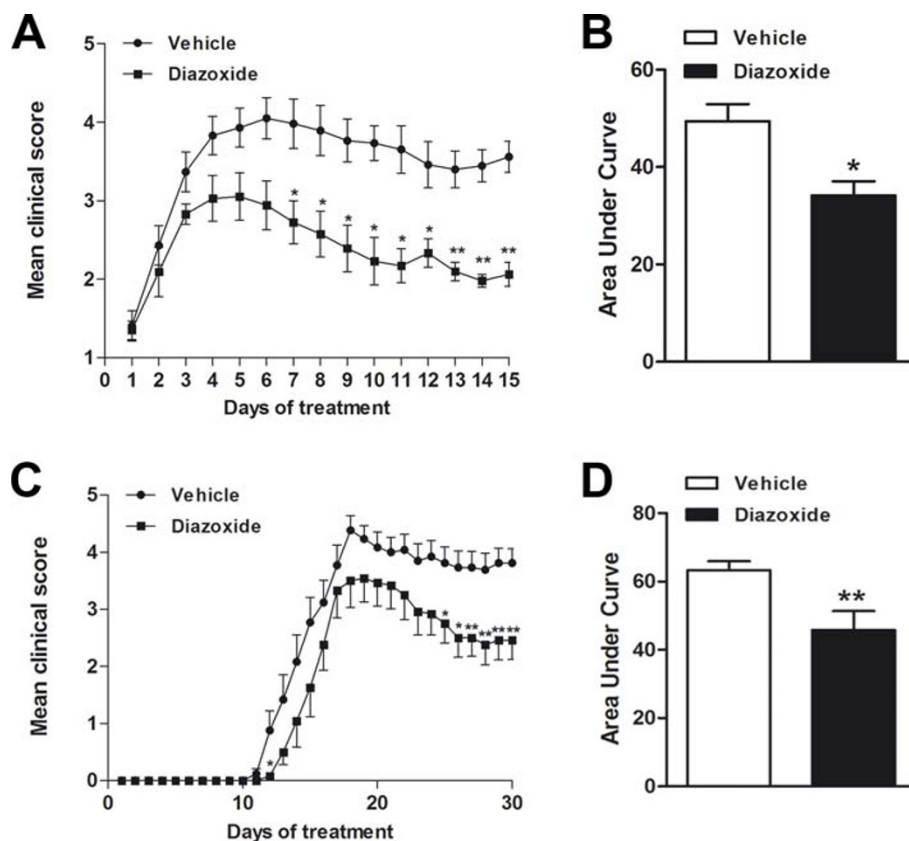 A
Vehicle
Diazoxide
5
4
3
2
1
Mean clinical score
* * * * * * ** ** **
0 1 2 3 4 5 6 7 8 9 10 11 12 13 14 15
Days of treatment
B
Vehicle
Diazoxide
60
40
20
0
Area Under Curve
*
C
Vehicle
Diazoxide
5
4
3
2
1
0
Mean clinical score
* * * ** ** ** **
0 10 20 30
Days of treatment
D
Vehicle
Diazoxide
80
60
40
20
0
Area Under Curve
**